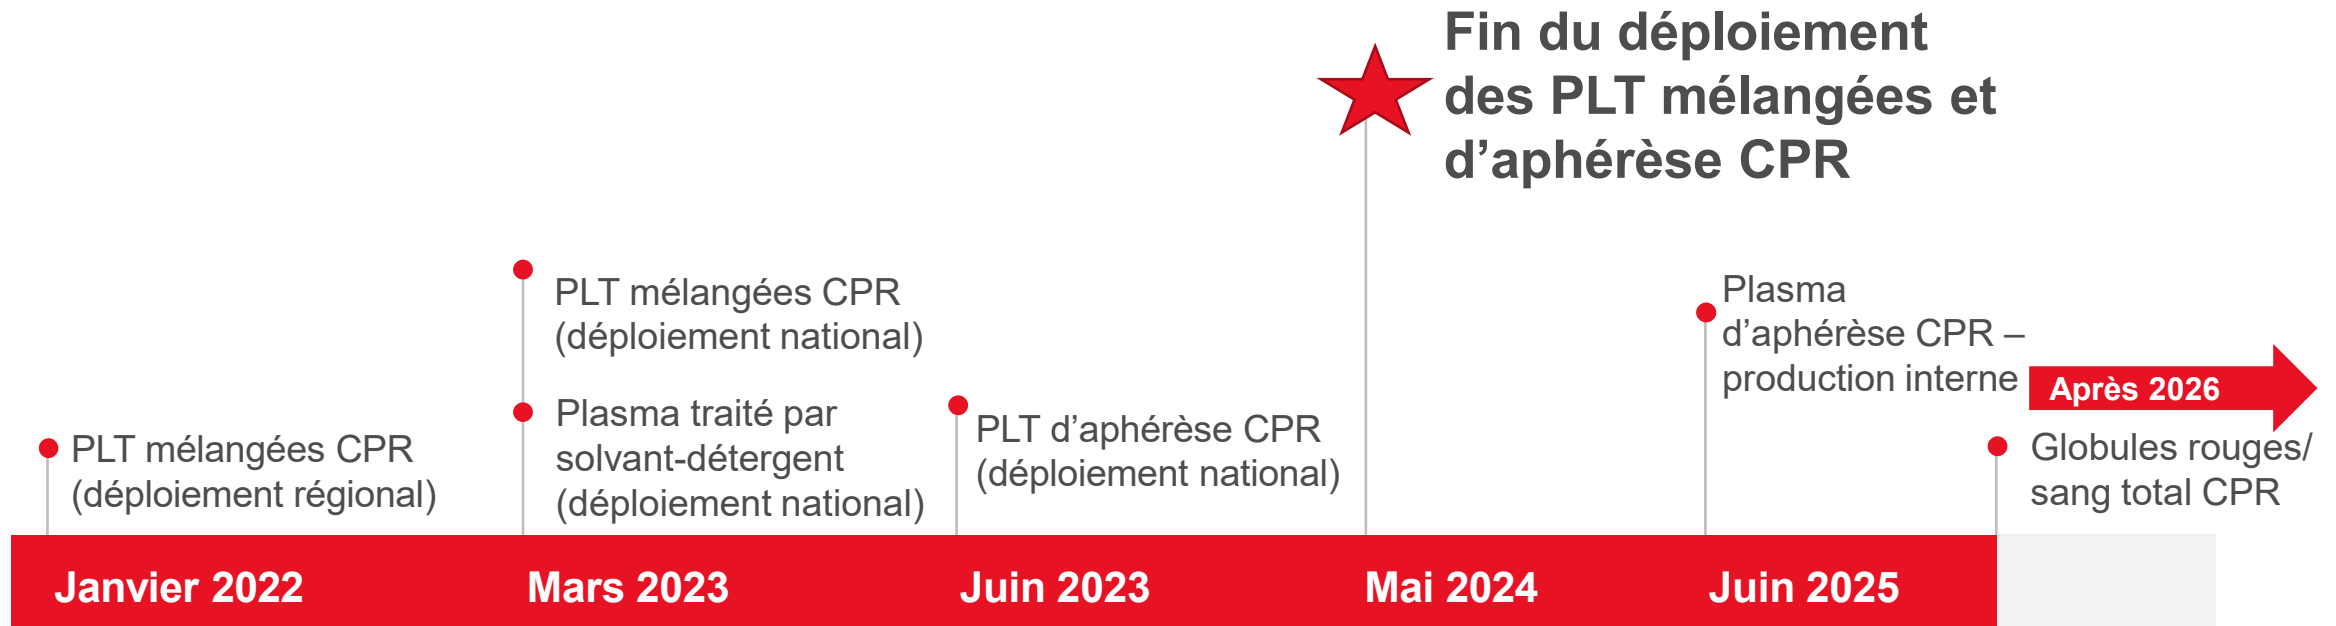 Fin du déploiement
des PLT mélangées et
d’aphérèse CPR
PLT mélangées CPR
(déploiement régional)
PLT mélangées CPR
(déploiement national)
Plasma traité par
solvant-détergent
(déploiement national)
PLT d’aphérèse CPR
(déploiement national)
Plasma
d’aphérèse CPR –
production interne
Après 2026
Globules rouges/
sang total CPR
Janvier 2022
Mars 2023
Juin 2023
Mai 2024
Juin 2025